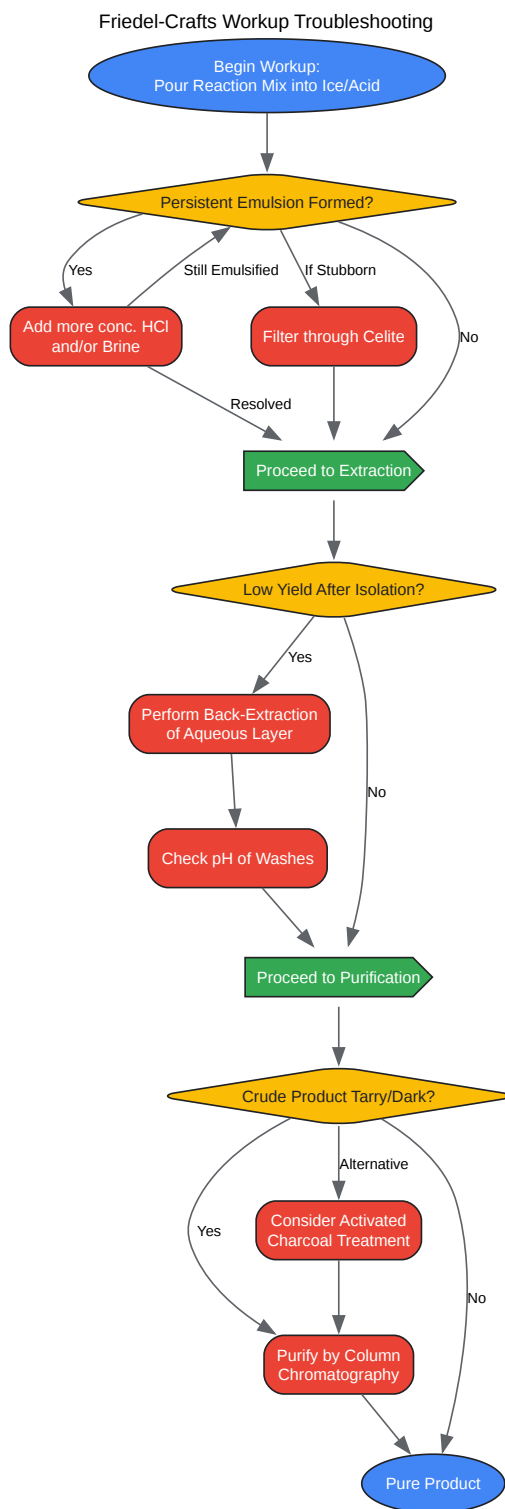 Friedel-Crafts Workup Troubleshooting
Begin Workup:
Pour Reaction Mix into Ice/Acid
Persistent Emulsion Formed?
Yes
Still Emulsified
If Stubborn
No
Add more conc. HCl
and/or Brine
Filter through Celite
Resolved
Proceed to Extraction
Low Yield After Isolation?
Yes
Perform Back-Extraction
of Aqueous Layer
No
Check pH of Washes
Proceed to Purification
Crude Product Tarry/Dark?
Alternative
Yes
Consider Activated
Charcoal Treatment
No
Purify by Column
Chromatography
Pure Product